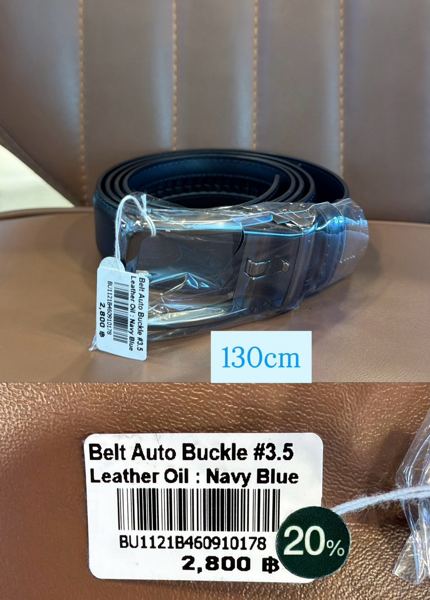 Belt Auto Buckle #3.5
Leather Oil : Navy Blue
BU1121B460910178
2,800 ฿
130cm
Belt Auto Buckle #3.5
Leather Oil : Navy Blue
BU1121B460910178
2,800 ฿
20%